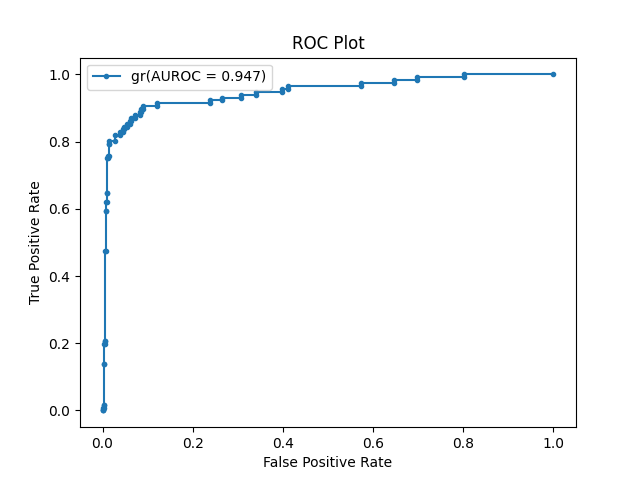 ROC Plot
gr(AUROC = 0.947)
1.0
0.8
0.6
0.4
0.2
0.0
True Positive Rate
0.0 0.2 0.4 0.6 0.8 1.0
False Positive Rate